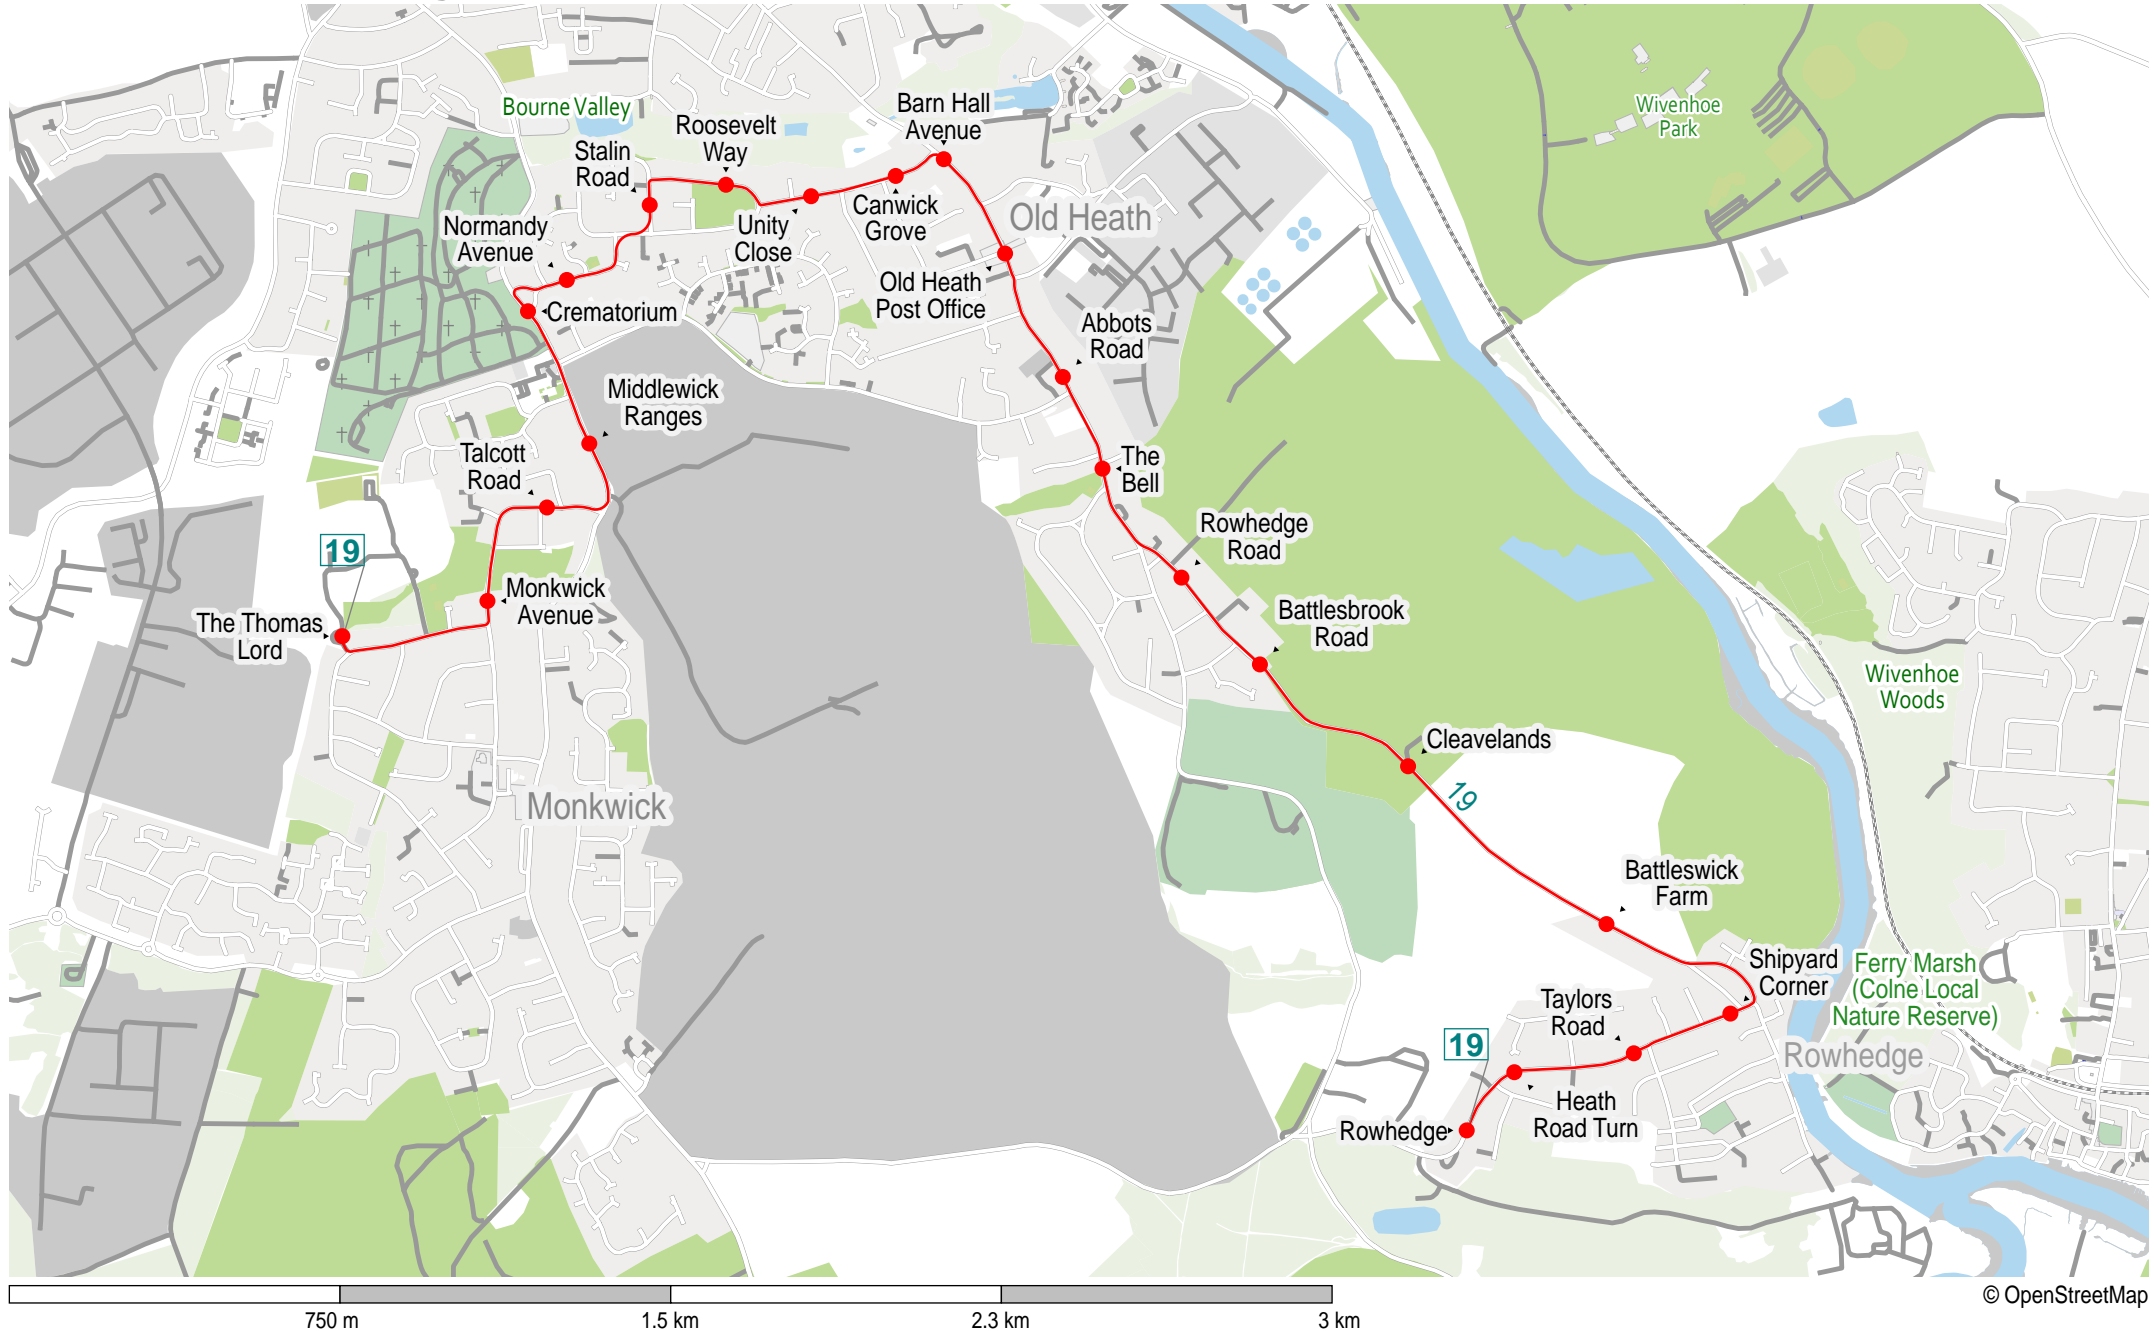 Bourne Valley
Barn Hall
Avenue
Roosevelt
Way
Stalin
Road
Wivenhoe
Park
Normandy
Avenue
Unity
Close
Canwick
Grove
Old Heath
Old Heath
Post Office
Crematorium
Abbots
Road
Middlewick
Ranges
Talcott
Road
The
Bell
Rowhedge
Road
19
Monkwick
Avenue
The Thomas
Lord
Battlesbrook
Road
Wivenhoe
Woods
Cleavelands
19
Monkwick
Battleswick
Farm
Shipyard
Corner
Ferry Marsh
(Colne Local
Nature Reserve)
Taylors
Road
19
Rowhedge
Heath
Road Turn
Rowhedge
750 m
1.5 km
2.3 km
3 km
© OpenStreetMap